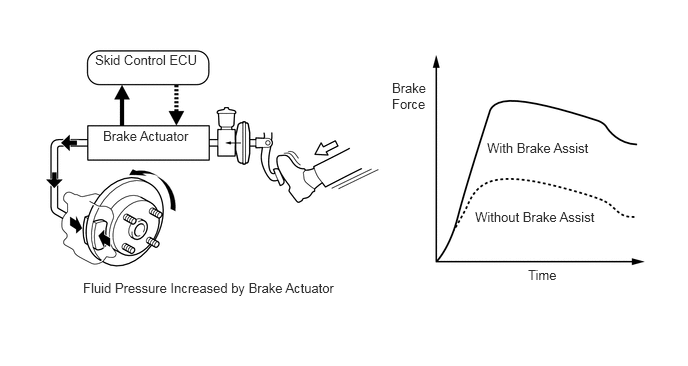 Skid Control ECU
Brake Actuator
Fluid Pressure Increased by Brake Actuator
Brake
Force
With Brake Assist
Without Brake Assist
Time